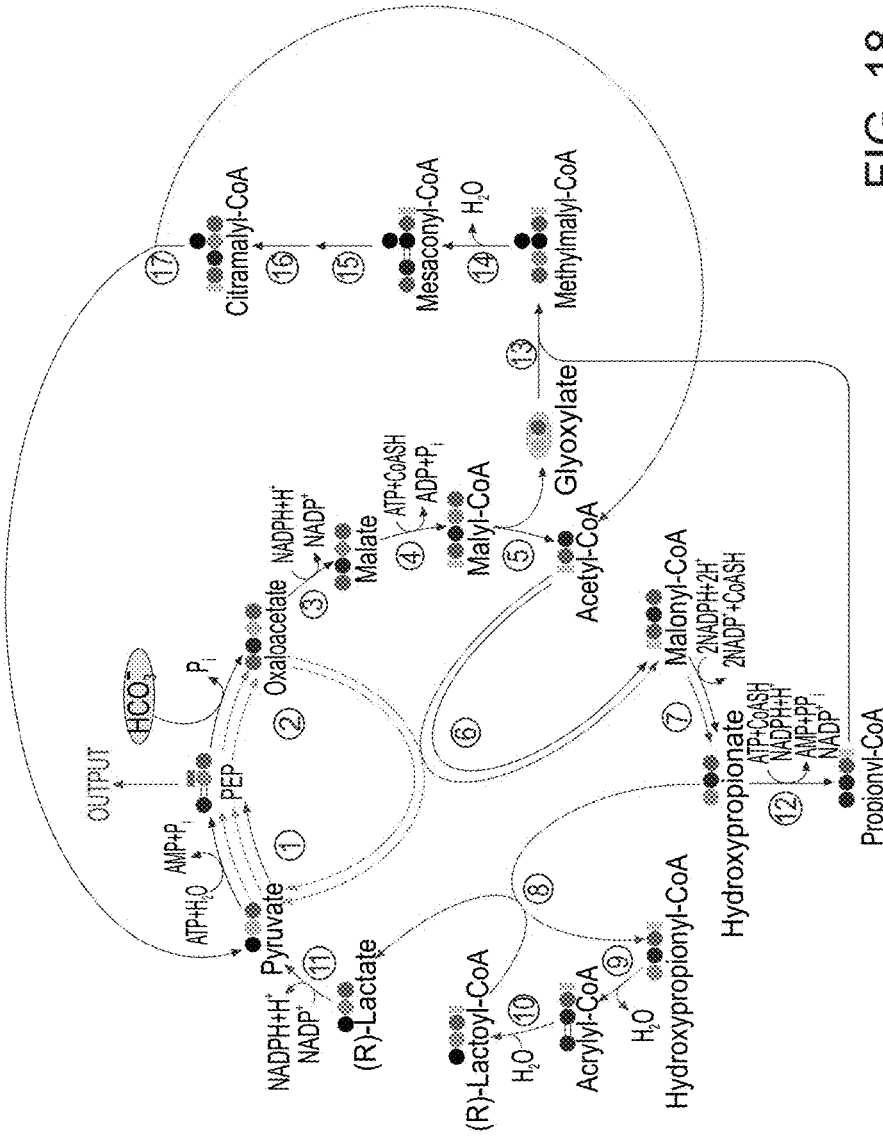 OUTPUT
HCO3-
ATP+H2O
AMP+Pi
PEP
Pi
Pyruvate
1
2
Oxaloacetate
NADPH+H+
NADP+
3
Malate
ATP+CoASH
ADP+Pi
4
Malyl-CoA
5
Glyoxylate
Acetyl-CoA
6
Malonyl-CoA
2NADPH+2H+
2NADP++CoASH
7
Hydroxypropionate
ATP+CoASH
NADPH+H+
AMP+PPi
NADP+
12
Propionyl-CoA
8
Hydroxypropionyl-CoA
9
H2O
Acrylyl-CoA
10
H2O
(R)-Lactoyl-CoA
(R)-Lactate
11
NADPH+H+
NADP+
13
Methylmalyl-CoA
14
H2O
Mesaconyl-CoA
15
16
Citramalyl-CoA
17
FIG. 18